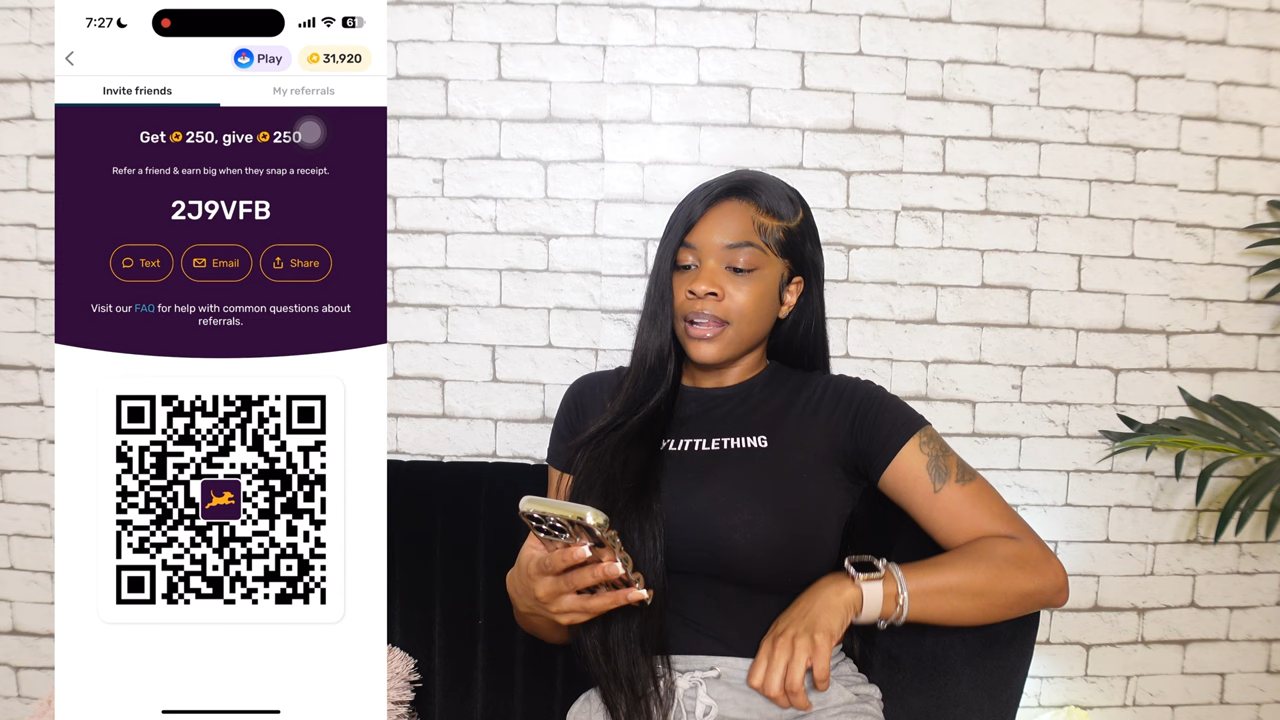 7:27
61
Play
31,920
Invite friends
My referrals
Get 250, give 250
Refer a friend & earn big when they snap a receipt.
2J9VFB
Text
Email
Share
Visit our FAQ for help with common questions about
referrals.
YLITTLETHING